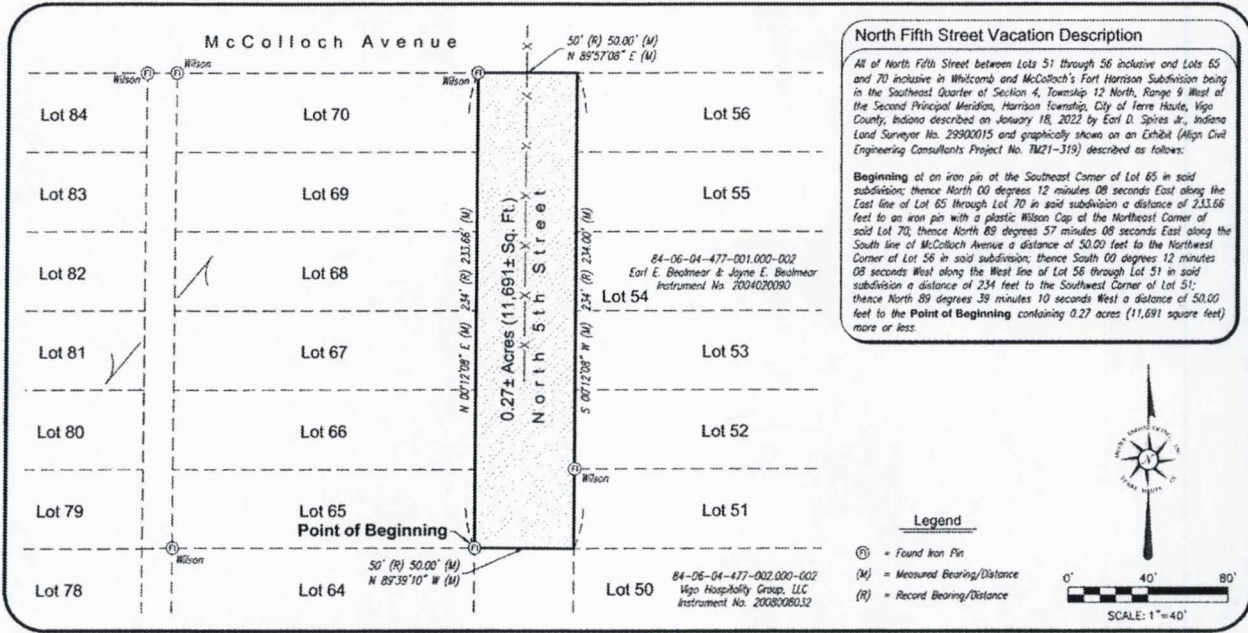 McColloch Avenue
50' (R) 50.00' (M)
N 89°57'08" E (M)
Wilson
Wilson
Wilson
Lot 84
Lot 70
Lot 56
Lot 83
Lot 69
Lot 55
Lot 82
Lot 68
84-06-04-477-001.000-002
Earl E. Bealmear & Jayne E. Bealmear
Instrument No. 2004020090
Lot 54
Lot 81
Lot 67
Lot 53
Lot 80
Lot 66
Lot 52
Wilson
Lot 79
Lot 65
Lot 51
Point of Beginning
Wilson
50' (R) 50.00' (M)
N 89°39'10" W (M)
Lot 78
Lot 64
Lot 50
84-06-04-477-002.000-002
Vigo Hospitality Group, LLC
Instrument No. 2008008032
N 00°12'08" E (M) 234' (R) 233.66' (M)
0.27± Acres (11,691± Sq. Ft.)
North 5th Street
S 00°12'08" W (M) 234' (R) 234.00' (M)
North Fifth Street Vacation Description
All of North Fifth Street between Lots 51 through 56 inclusive and Lots 65
and 70 inclusive in Whitcomb and McColloch's Fort Harrison Subdivision being
in the Southeast Quarter of Section 4, Township 12 North, Range 9 West of
the Second Principal Meridian, Harrison Township, City of Terre Haute, Vigo
County, Indiana described on January 18, 2022 by Earl D. Spires Jr., Indiana
Land Surveyor No. 29900015 and graphically shown on an Exhibit (Align Civil
Engineering Consultants Project No. TM21-319) described as follows:
Beginning at an iron pin at the Southeast Corner of Lot 65 in said
subdivision; thence North 00 degrees 12 minutes 08 seconds East along the
East line of Lot 65 through Lot 70 in said subdivision a distance of 233.66
feet to an iron pin with a plastic Wilson Cap at the Northeast Corner of
said Lot 70; thence North 89 degrees 57 minutes 08 seconds East along the
South line of McColloch Avenue a distance of 50.00 feet to the Northwest
Corner of Lot 56 in said subdivision; thence South 00 degrees 12 minutes
08 seconds West along the West line of Lot 56 through Lot 51 in said
subdivision a distance of 234 feet to the Southwest Corner of Lot 51;
thence North 89 degrees 39 minutes 10 seconds West a distance of 50.00
feet to the Point of Beginning containing 0.27 acres (11,691 square feet)
more or less.
N
Legend
FI = Found Iron Pin
(M) = Measured Bearing/Distance
(R) = Record Bearing/Distance
0' 40' 80'
SCALE: 1"=40'